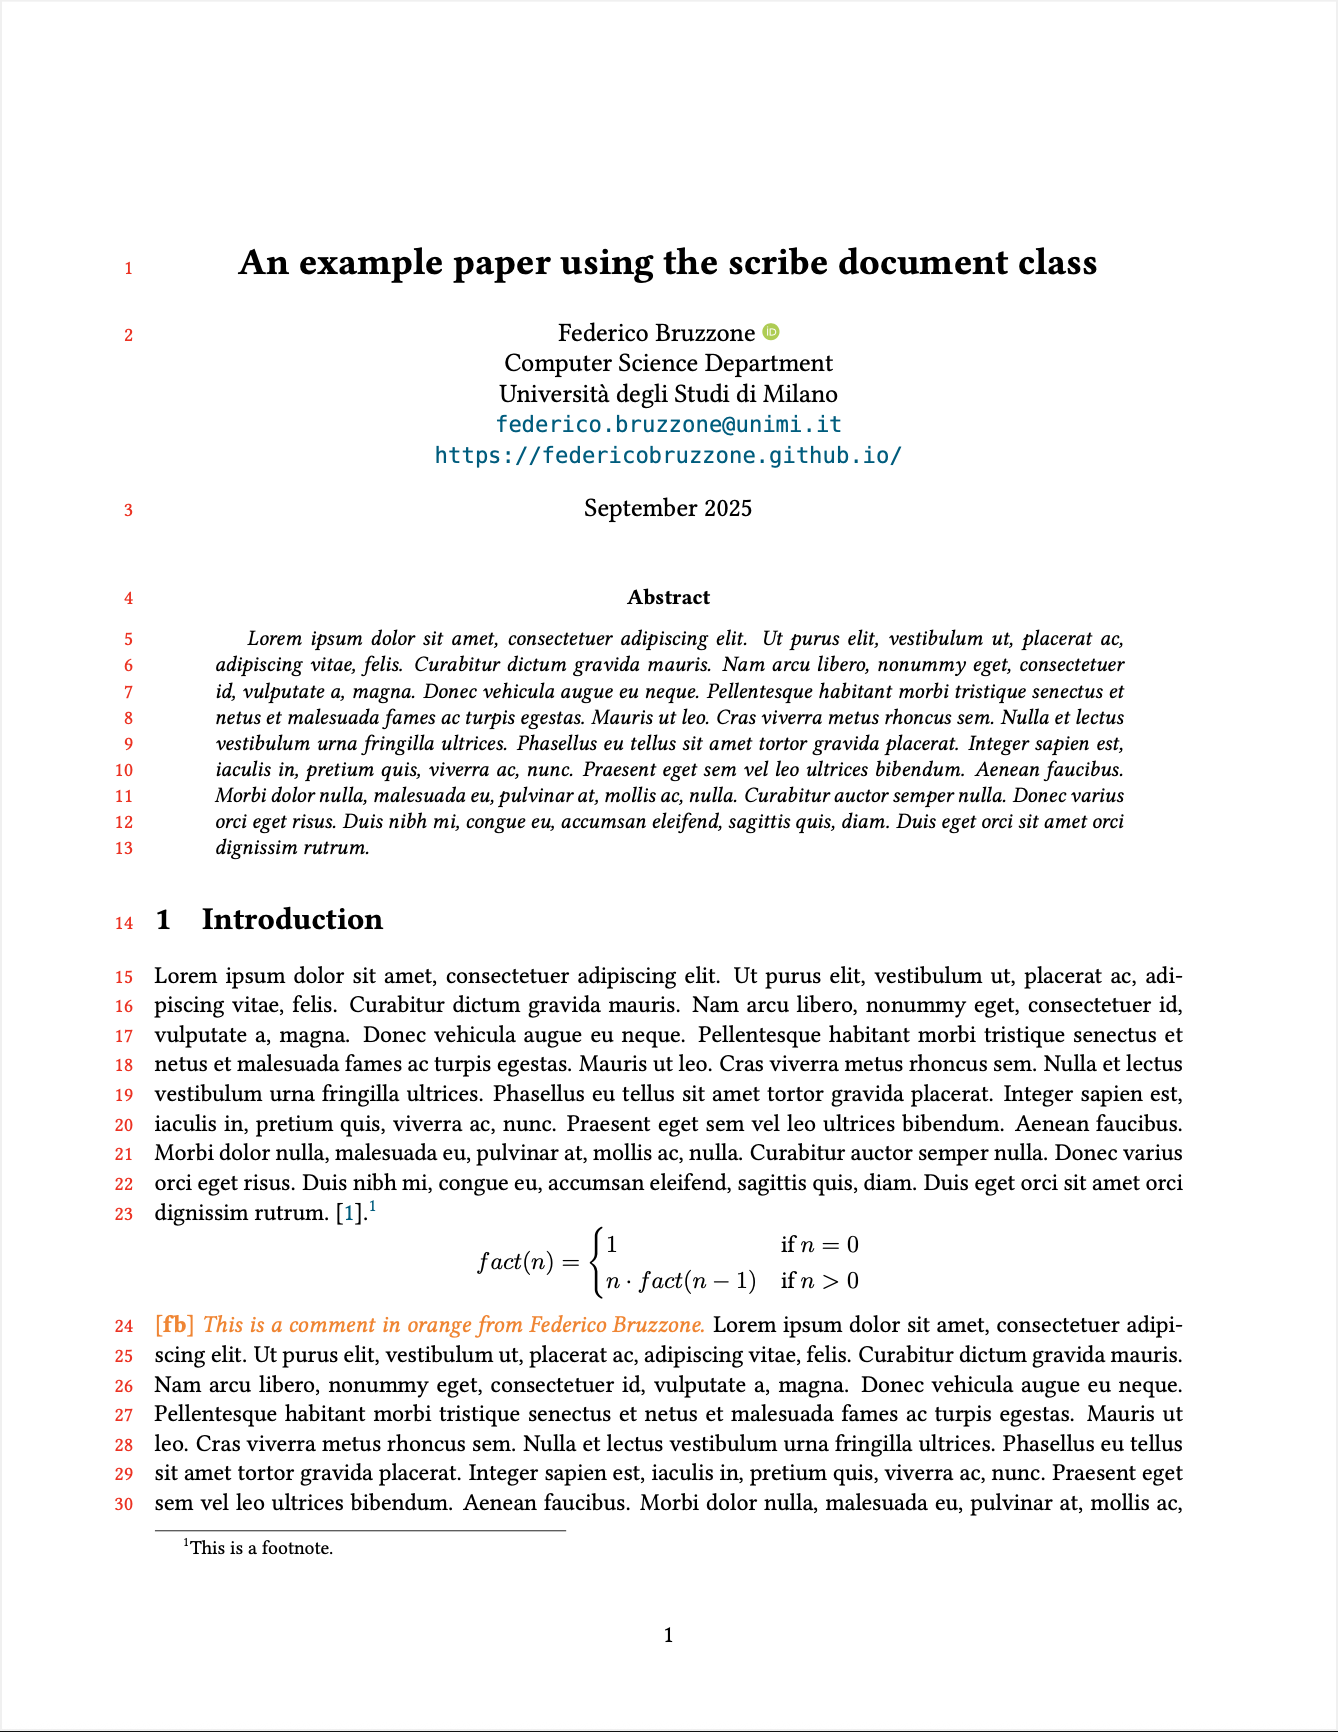 1 An example paper using the scribe document class
2 Federico Bruzzone iD
Computer Science Department
Università degli Studi di Milano
federico.bruzzone@unimi.it
https://federicobruzzone.github.io/
3 September 2025
4 Abstract
5 Lorem ipsum dolor sit amet, consectetuer adipiscing elit. Ut purus elit, vestibulum ut, placerat ac,
6 adipiscing vitae, felis. Curabitur dictum gravida mauris. Nam arcu libero, nonummy eget, consectetuer
7 id, vulputate a, magna. Donec vehicula augue eu neque. Pellentesque habitant morbi tristique senectus et
8 netus et malesuada fames ac turpis egestas. Mauris ut leo. Cras viverra metus rhoncus sem. Nulla et lectus
9 vestibulum urna fringilla ultrices. Phasellus eu tellus sit amet tortor gravida placerat. Integer sapien est,
10 iaculis in, pretium quis, viverra ac, nunc. Praesent eget sem vel leo ultrices bibendum. Aenean faucibus.
11 Morbi dolor nulla, malesuada eu, pulvinar at, mollis ac, nulla. Curabitur auctor semper nulla. Donec varius
12 orci eget risus. Duis nibh mi, congue eu, accumsan eleifend, sagittis quis, diam. Duis eget orci sit amet orci
13 dignissim rutrum.
14 1 Introduction
15 Lorem ipsum dolor sit amet, consectetuer adipiscing elit. Ut purus elit, vestibulum ut, placerat ac, adi-
16 piscing vitae, felis. Curabitur dictum gravida mauris. Nam arcu libero, nonummy eget, consectetuer id,
17 vulputate a, magna. Donec vehicula augue eu neque. Pellentesque habitant morbi tristique senectus et
18 netus et malesuada fames ac turpis egestas. Mauris ut leo. Cras viverra metus rhoncus sem. Nulla et lectus
19 vestibulum urna fringilla ultrices. Phasellus eu tellus sit amet tortor gravida placerat. Integer sapien est,
20 iaculis in, pretium quis, viverra ac, nunc. Praesent eget sem vel leo ultrices bibendum. Aenean faucibus.
21 Morbi dolor nulla, malesuada eu, pulvinar at, mollis ac, nulla. Curabitur auctor semper nulla. Donec varius
22 orci eget risus. Duis nibh mi, congue eu, accumsan eleifend, sagittis quis, diam. Duis eget orci sit amet orci
23 dignissim rutrum. [1].¹
fact(n) = { 1 if n = 0
n · fact(n − 1) if n > 0
24 [fb] This is a comment in orange from Federico Bruzzone. Lorem ipsum dolor sit amet, consectetuer adipi-
25 scing elit. Ut purus elit, vestibulum ut, placerat ac, adipiscing vitae, felis. Curabitur dictum gravida mauris.
26 Nam arcu libero, nonummy eget, consectetuer id, vulputate a, magna. Donec vehicula augue eu neque.
27 Pellentesque habitant morbi tristique senectus et netus et malesuada fames ac turpis egestas. Mauris ut
28 leo. Cras viverra metus rhoncus sem. Nulla et lectus vestibulum urna fringilla ultrices. Phasellus eu tellus
29 sit amet tortor gravida placerat. Integer sapien est, iaculis in, pretium quis, viverra ac, nunc. Praesent eget
30 sem vel leo ultrices bibendum. Aenean faucibus. Morbi dolor nulla, malesuada eu, pulvinar at, mollis ac,
¹This is a footnote.
1